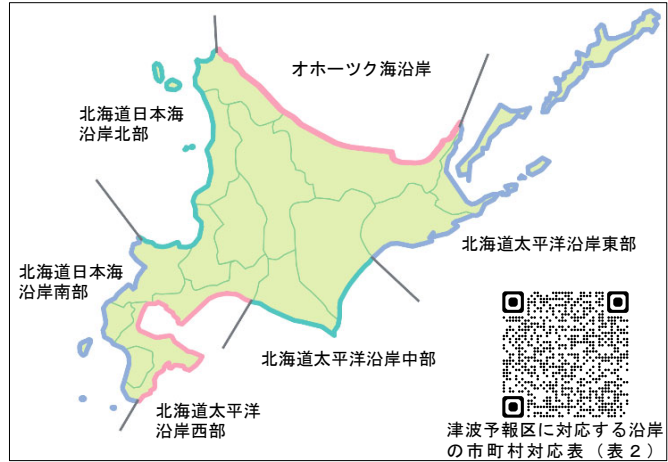 オホーツク海沿岸
北海道日本海
沿岸北部
北海道太平洋沿岸東部
北海道日本海
沿岸南部
北海道太平洋沿岸中部
北海道太平洋
沿岸西部
津波予報区に対応する沿岸
の市町村対応表（表２）